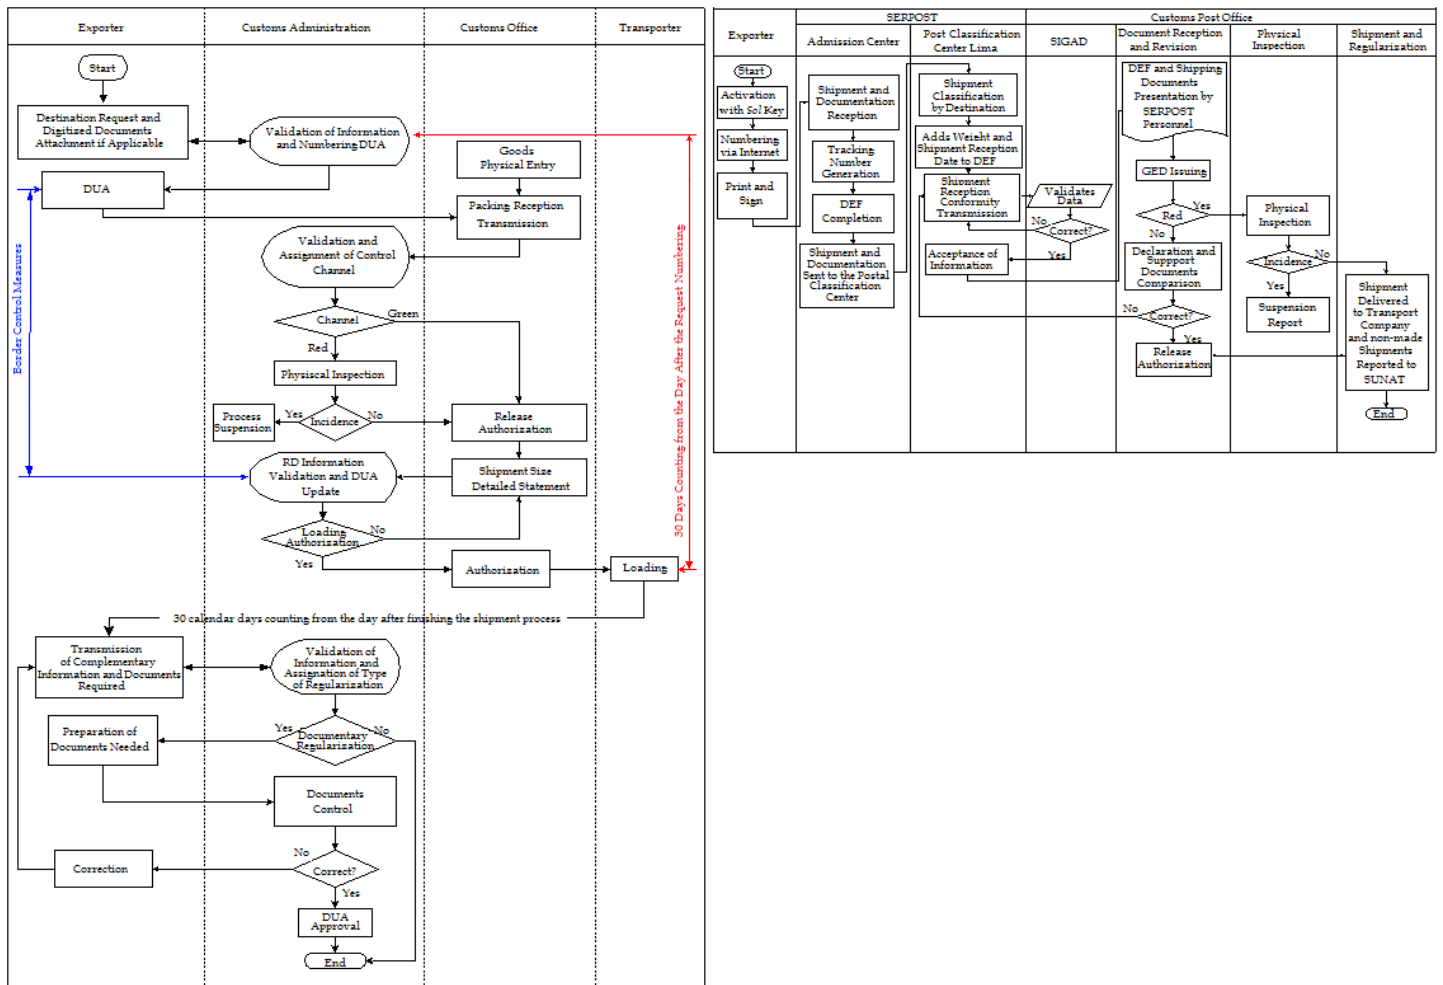 Exporter
Customs Administration
Customs Office
Transporter
Start
Destination Request and
Digitized Documents
Attachment if Applicable
Validation of Information
and Numbering DUA
Goods
Physical Entry
DUA
Packing Reception
Transmission
Validation and
Assignment of Control
Channel
Border Control Measures
30 Days Counting from the Day After the Request Numbering
Channel
Green
Red
Physiscal Inspection
Process
Suspension
Yes
Incidence
No
Release
Authorization
RD Information
Validation and DUA
Update
Shipment Size
Detailed Statement
Loading
Authorization
No
Yes
Authorization
Loading
30 calendar days counting from the day after finishing the shipment process
Transmission
of Complementary
Information and Documents
Required
Validation of
Information and
Assignation of Type
of Regularization
Preparation of
Documents Needed
Yes
No
Documentary
Regularization
Documents
Control
No
Correction
Correct?
Yes
DUA
Approval
End
SERPOST
Customs Post Office
Exporter
Admission Center
Post Classification
Center Lima
SIGAD
Document Reception
and Revision
Physical
Inspection
Shipment and
Regularization
Start
Activation
with Sol Key
Numbering
via Internet
Print and
Sign
Shipment and
Documentation
Reception
Tracking
Number
Generation
DEF
Completion
Shipment and
Documentation
Sent to the Postal
Classification
Center
Shipment
Classification
by Destination
Adds Weight and
Shipment Reception
Date to DEF
Shipment
Reception
Conformity
Transmission
Acceptance of
Information
Validates
Data
No
Correct?
Yes
DEF and Shipping
Documents
Presentation by
SERPOST
Personnel
GED Issuing
Red
Yes
No
Declaration and
Suppport
Documents
Comparison
No
Correct?
Yes
Release
Authorization
Physical
Inspection
Incidence
No
Yes
Suspension
Report
Shipment
Delivered
to Transport
Company
and non-made
Shipments
Reported to
SUNAT
End